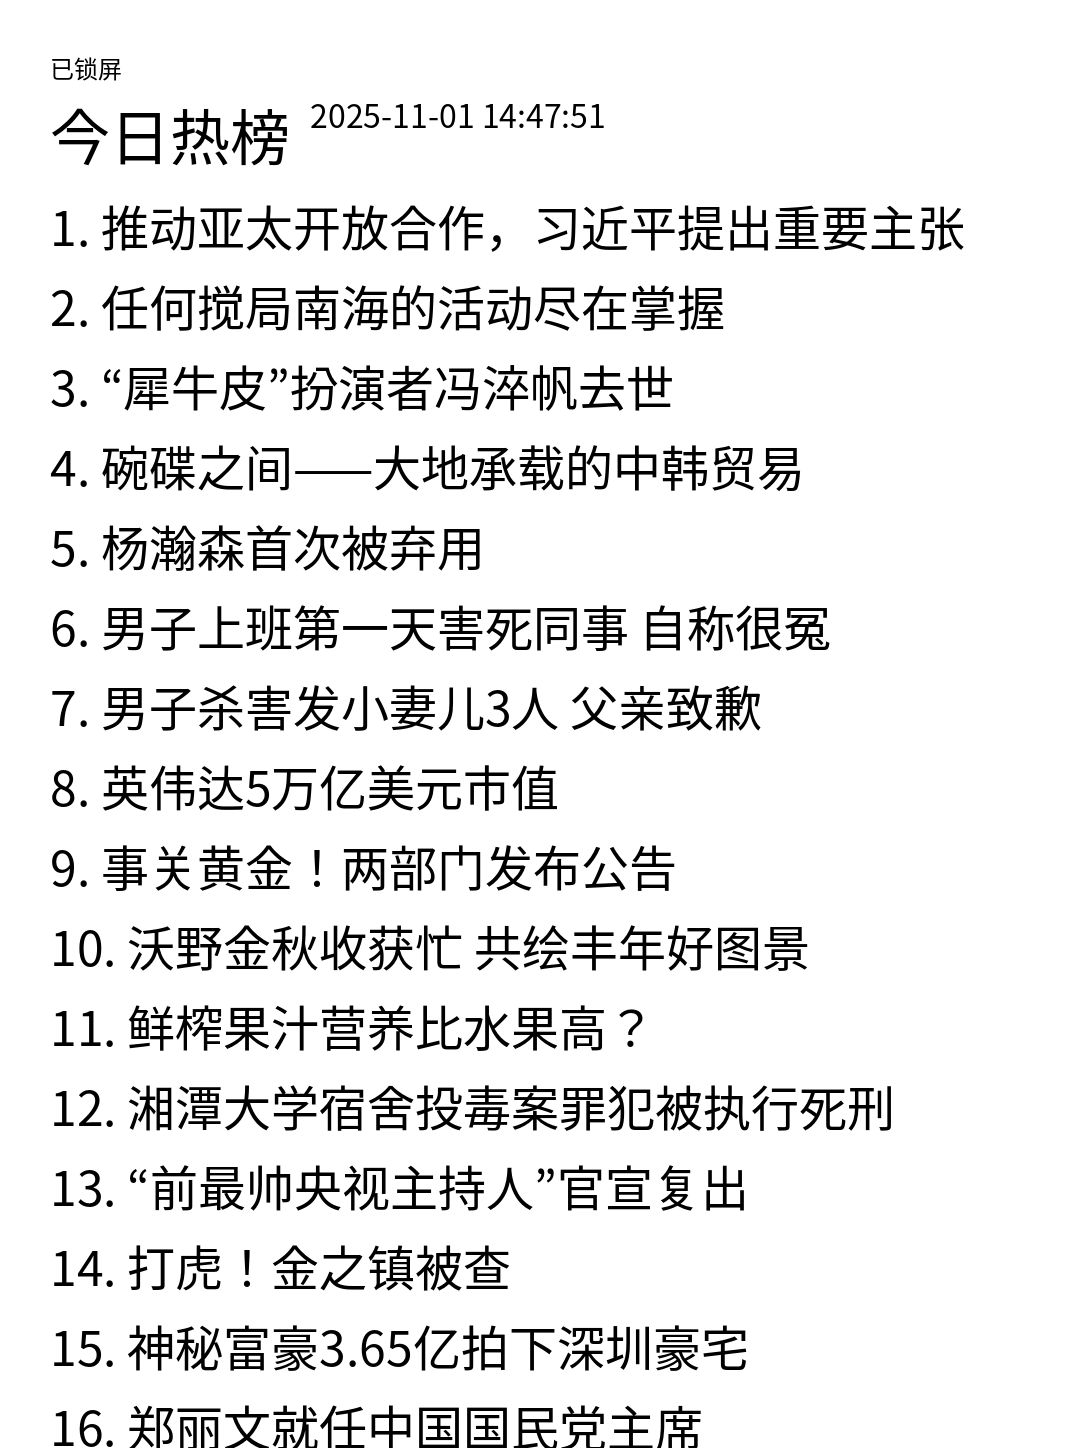 已锁屏
今日热榜 2025-11-01 14:47:51
1. 推动亚太开放合作，习近平提出重要主张
2. 任何搅局南海的活动尽在掌握
3. “犀牛皮”扮演者冯淬帆去世
4. 碗碟之间——大地承载的中韩贸易
5. 杨瀚森首次被弃用
6. 男子上班第一天害死同事 自称很冤
7. 男子杀害发小妻儿3人 父亲致歉
8. 英伟达5万亿美元市值
9. 事关黄金！两部门发布公告
10. 沃野金秋收获忙 共绘丰年好图景
11. 鲜榨果汁营养比水果高？
12. 湘潭大学宿舍投毒案罪犯被执行死刑
13. “前最帅央视主持人”官宣复出
14. 打虎！金之镇被查
15. 神秘富豪3.65亿拍下深圳豪宅
16. 郑丽文就任中国国民党主席